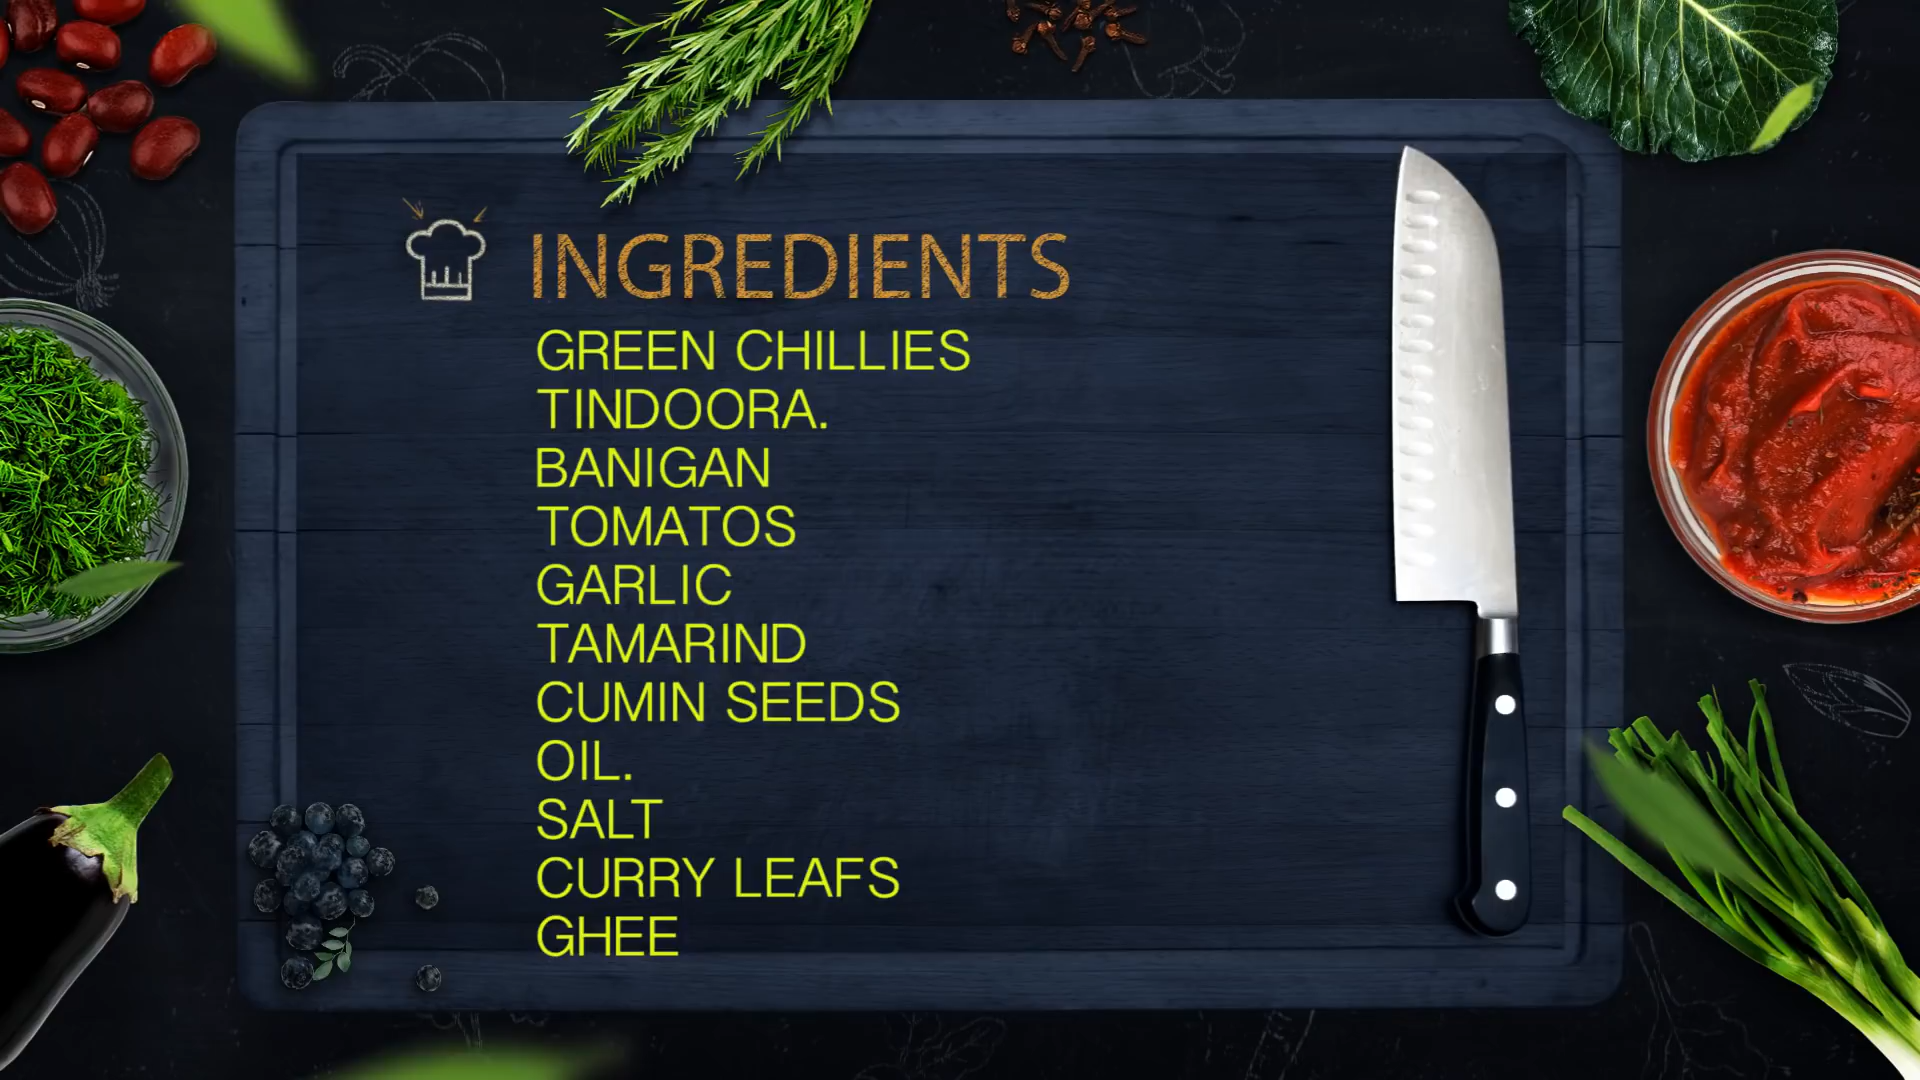 INGREDIENTS
GREEN CHILLIES
TINDOORA.
BANIGAN
TOMATOS
GARLIC
TAMARIND
CUMIN SEEDS
OIL.
SALT
CURRY LEAFS
GHEE